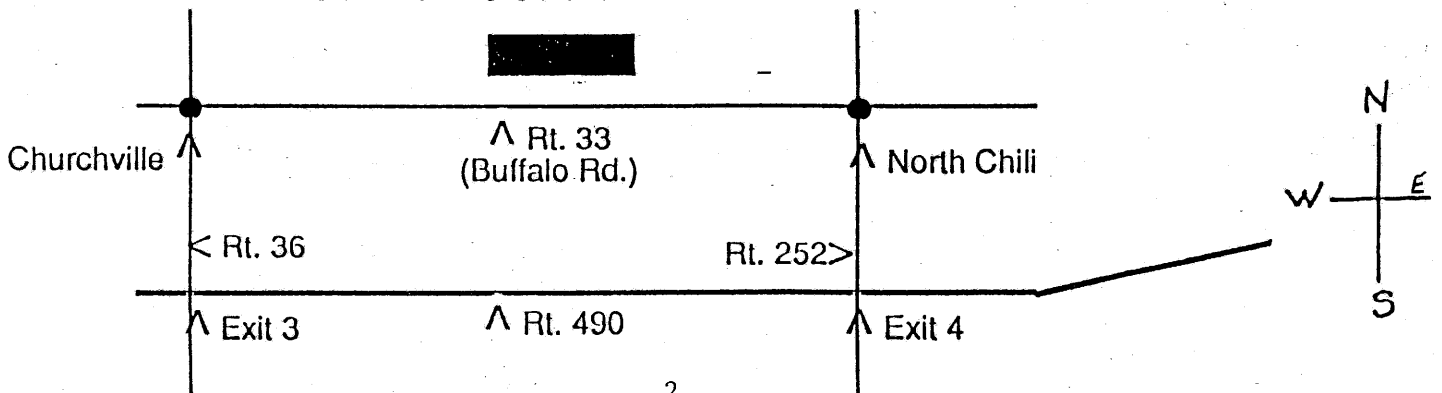 Churchville
^ Rt. 33
(Buffalo Rd.)
North Chili
N
W
E
S
< Rt. 36
Rt. 252>
^ Exit 3
^ Rt. 490
^ Exit 4
2